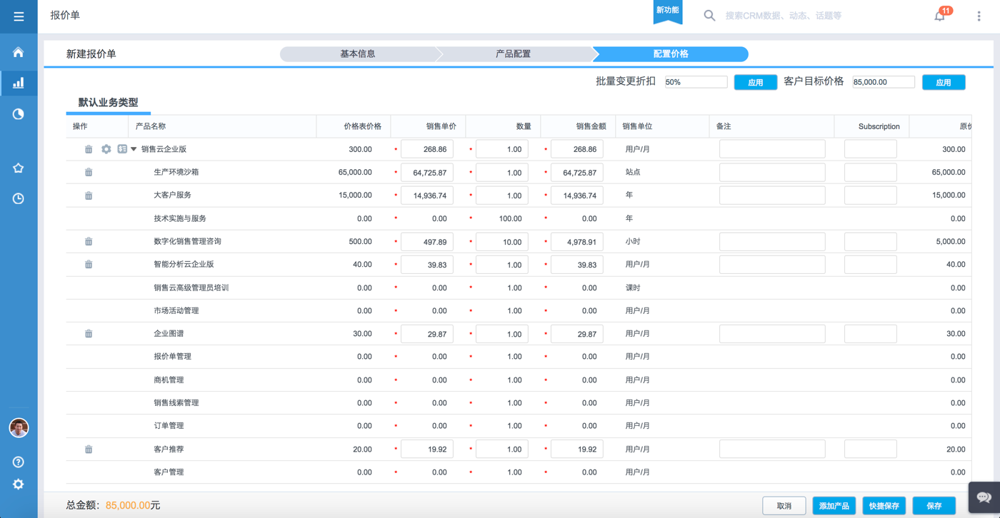 报价单
新功能
搜索CRM数据、动态、话题等
11
新建报价单
基本信息
产品配置
配置价格
批量变更折扣 50% 应用 客户目标价格 85,000.00 应用
默认业务类型
操作 产品名称 价格表价格 销售单价 数量 销售金额 销售单位 备注 Subscription 原价
销售云企业版 300.00 * 268.86 * 1.00 * 268.86 用户/月 300.00
生产环境沙箱 65,000.00 * 64,725.87 * 1.00 * 64,725.87 站点 65,000.00
大客户服务 15,000.00 * 14,936.74 * 1.00 * 14,936.74 年 15,000.00
技术实施与服务 0.00 * 0.00 * 100.00 * 0.00 年 0.00
数字化销售管理咨询 500.00 * 497.89 * 10.00 * 4,978.91 小时 5,000.00
智能分析云企业版 40.00 * 39.83 * 1.00 * 39.83 用户/月 40.00
销售云高级管理员培训 0.00 * 0.00 * 1.00 * 0.00 课时 0.00
市场活动管理 0.00 * 0.00 * 1.00 * 0.00 用户/月 0.00
企业图谱 30.00 * 29.87 * 1.00 * 29.87 用户/月 30.00
报价单管理 0.00 * 0.00 * 1.00 * 0.00 用户/月 0.00
商机管理 0.00 * 0.00 * 1.00 * 0.00 用户/月 0.00
销售线索管理 0.00 * 0.00 * 1.00 * 0.00 用户/月 0.00
订单管理 0.00 * 0.00 * 1.00 * 0.00 用户/月 0.00
客户推荐 20.00 * 19.92 * 1.00 * 19.92 用户/月 20.00
客户管理 0.00 * 0.00 * 1.00 * 0.00 用户/月 0.00
总金额：85,000.00元
取消 添加产品 快捷保存 保存